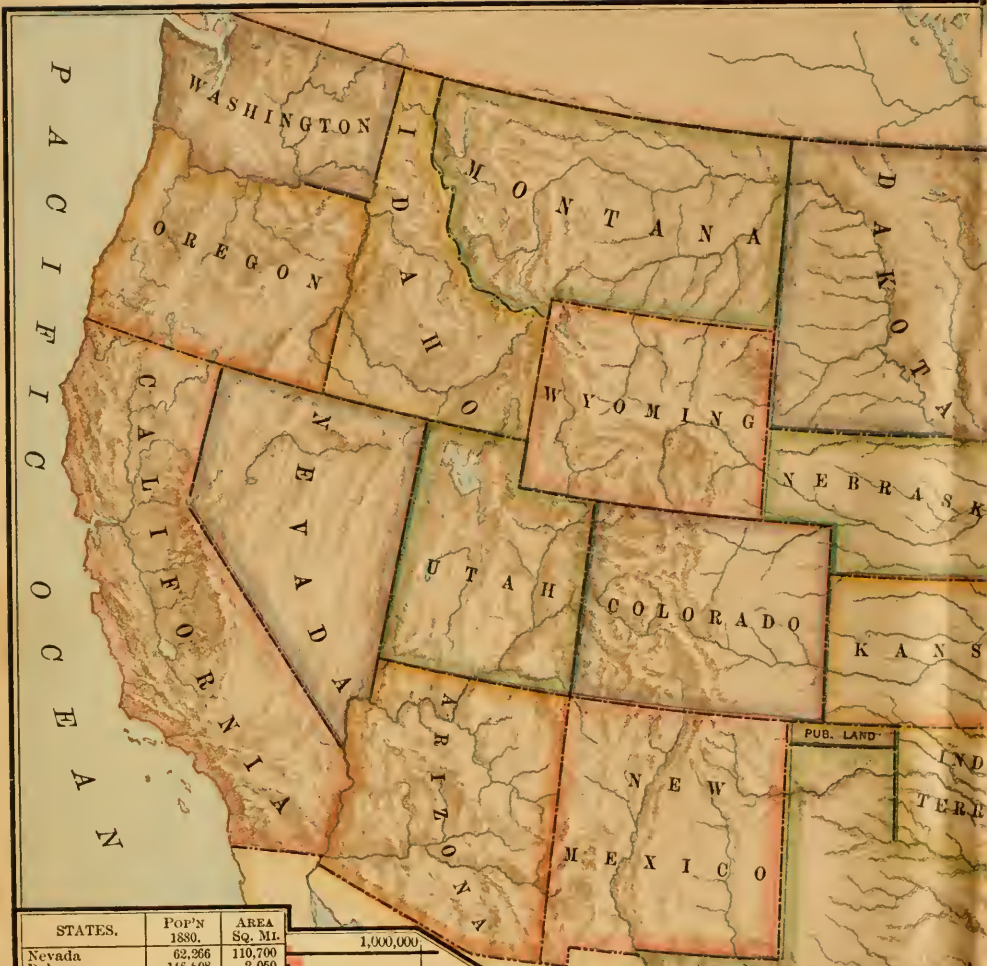 PACIFIC OCEAN
WASHINGTON
IDAHO
MONTANA
DAKOTA
OREGON
WYOMING
CALIFORNIA
NEVADA
NEBRASK
UTAH
COLORADO
KANS
PUB. LAND
IND
TERR
ARIZONA
NEW
MEXICO
STATES. POP'N 1880. AREA SQ. MI.
Nevada 62,266 110,700
1,000,000